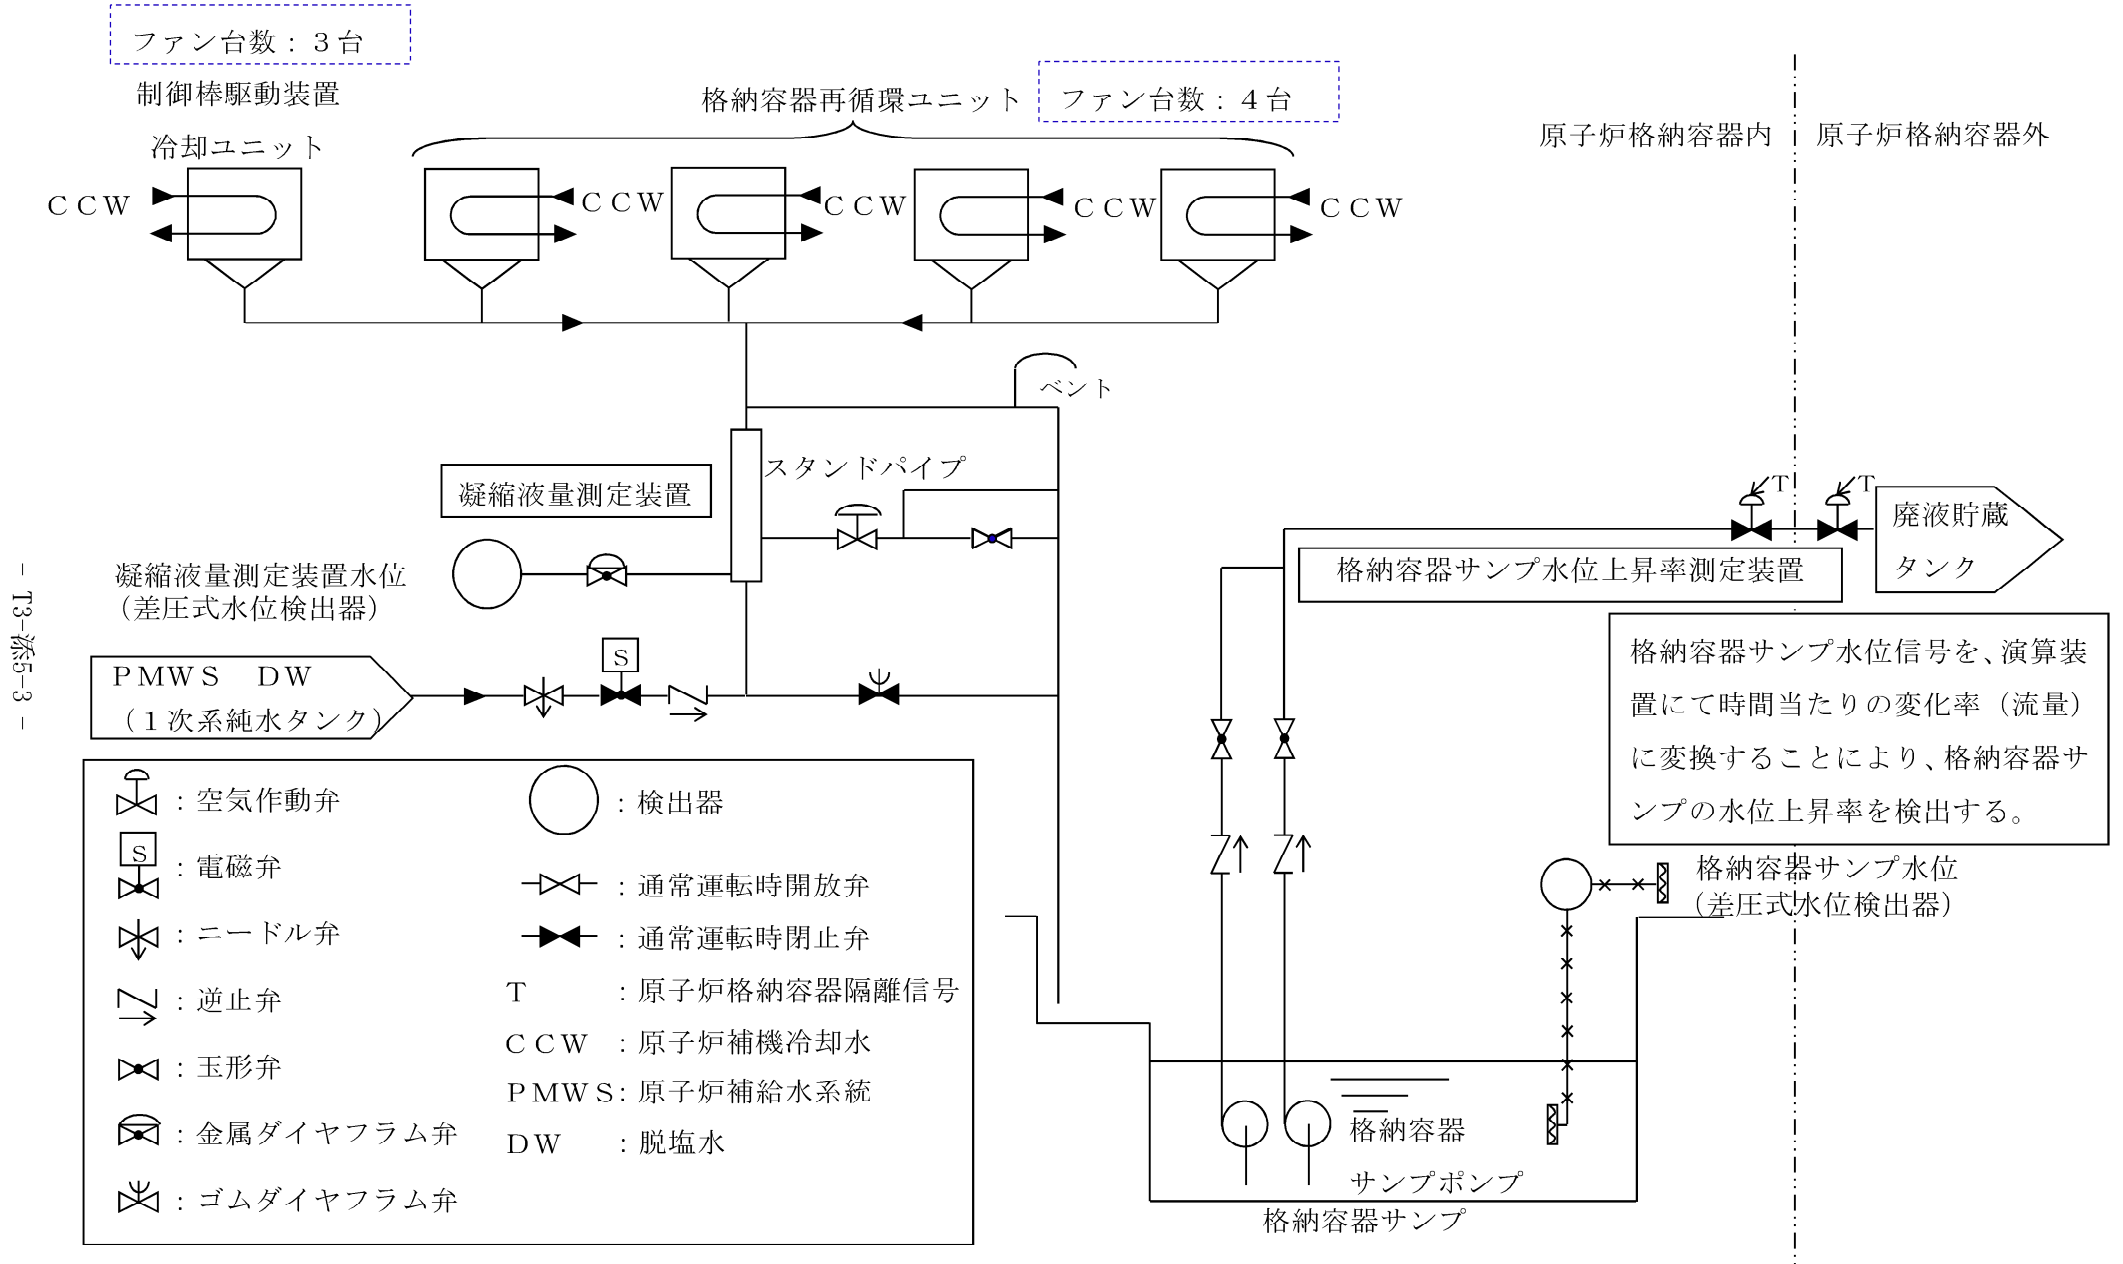 ファン台数：３台
制御棒駆動装置
冷却ユニット
格納容器再循環ユニット
ファン台数：４台
原子炉格納容器内
原子炉格納容器外
ＣＣＷ
ＣＣＷ
ＣＣＷ
ＣＣＷ
ＣＣＷ
ベント
スタンドパイプ
凝縮液量測定装置
凝縮液量測定装置水位
（差圧式水位検出器）
T
T
廃液貯蔵
タンク
格納容器サンプ水位上昇率測定装置
格納容器サンプ水位信号を、演算装
置にて時間当たりの変化率（流量）
に変換することにより、格納容器サ
ンプの水位上昇率を検出する。
格納容器サンプ水位
（差圧式水位検出器）
ＰＭＷＳ　ＤＷ
（１次系純水タンク）
S
：空気作動弁
S
：電磁弁
：ニードル弁
：逆止弁
：玉形弁
：金属ダイヤフラム弁
：ゴムダイヤフラム弁
：検出器
：通常運転時開放弁
：通常運転時閉止弁
Ｔ　：原子炉格納容器隔離信号
ＣＣＷ　：原子炉補機冷却水
ＰＭＷＳ：原子炉補給水系統
ＤＷ　：脱塩水
格納容器
サンプポンプ
格納容器サンプ
－ T3-添5-3 －